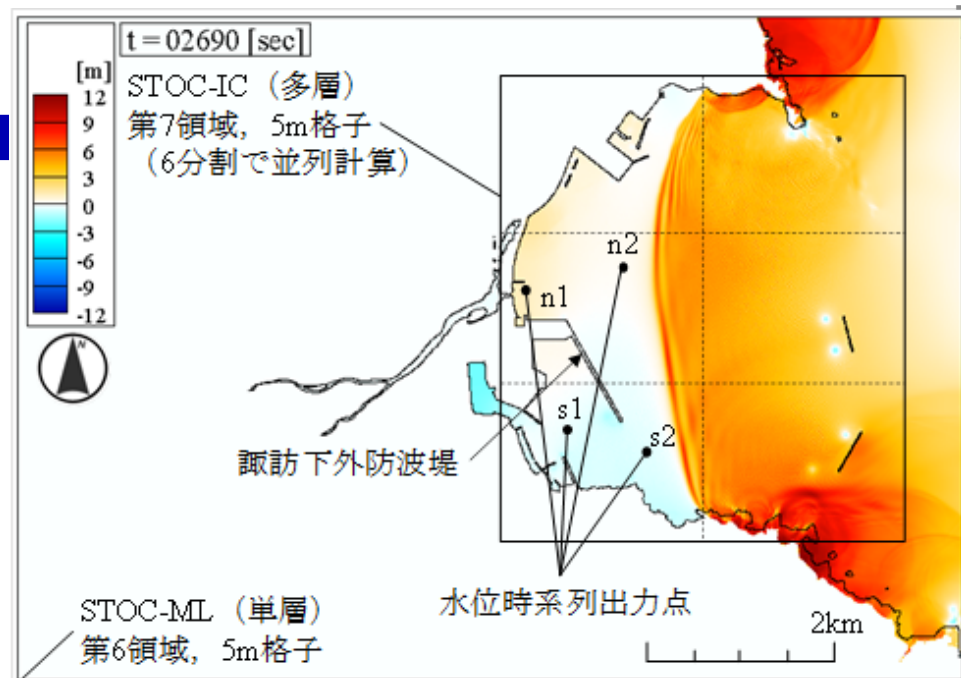 t = 02690 [sec]
[m]
12
9
6
3
0
-3
-6
-9
-12
N
STOC-IC（多層）
第7領域，5m格子
（6分割で並列計算）
n2
n1
s1
s2
諏訪下外防波堤
水位時系列出力点
2km
STOC-ML（単層）
第6領域，5m格子